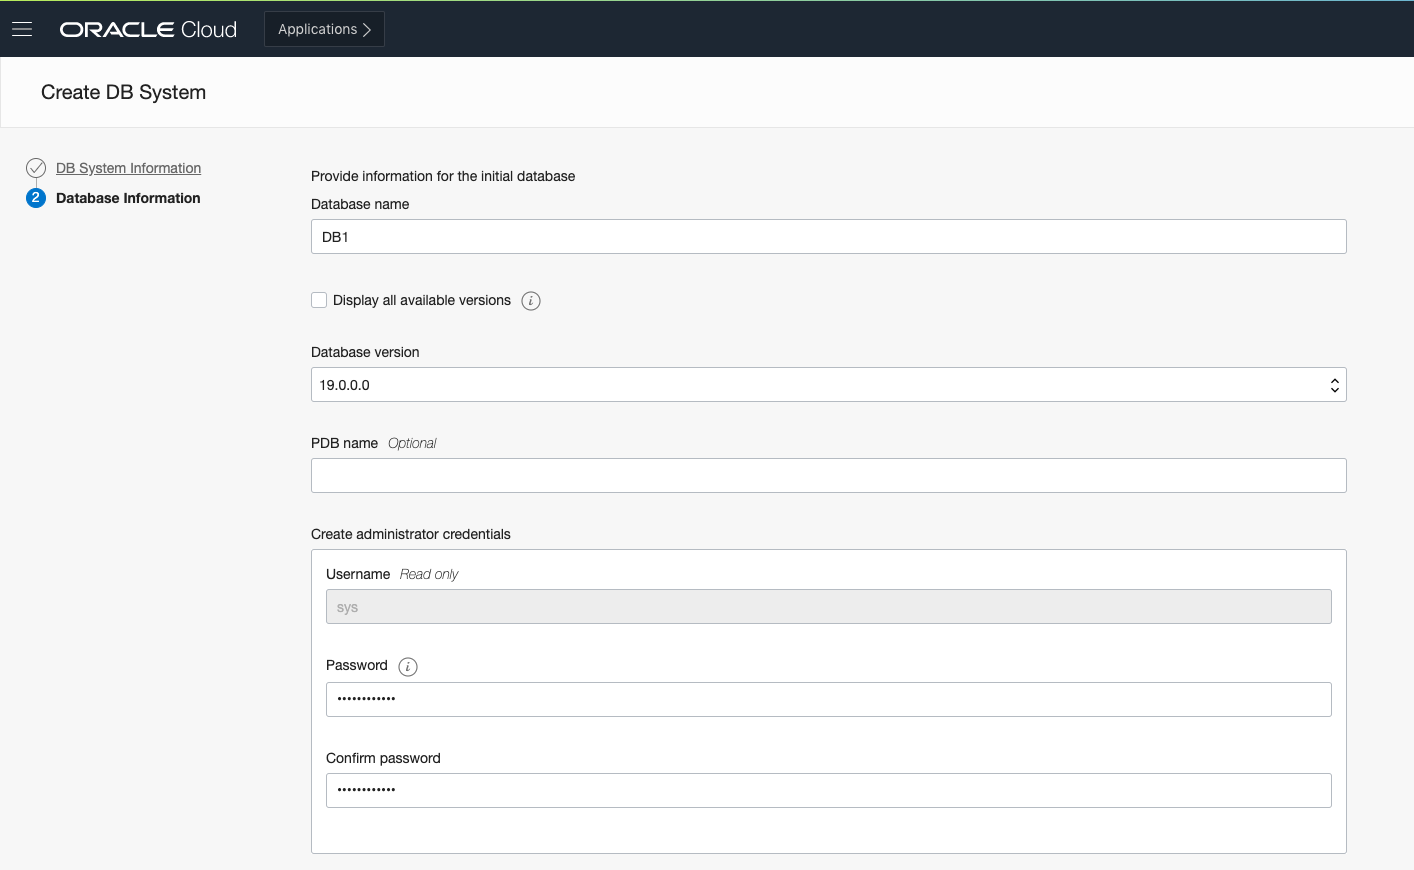 ORACLE Cloud
Applications
Create DB System
DB System Information
2 Database Information
Provide information for the initial database
Database name
DB1
Display all available versions i
Database version
19.0.0.0
PDB name Optional
Create administrator credentials
Username Read only
sys
Password i
••••••••••••
Confirm password
••••••••••••